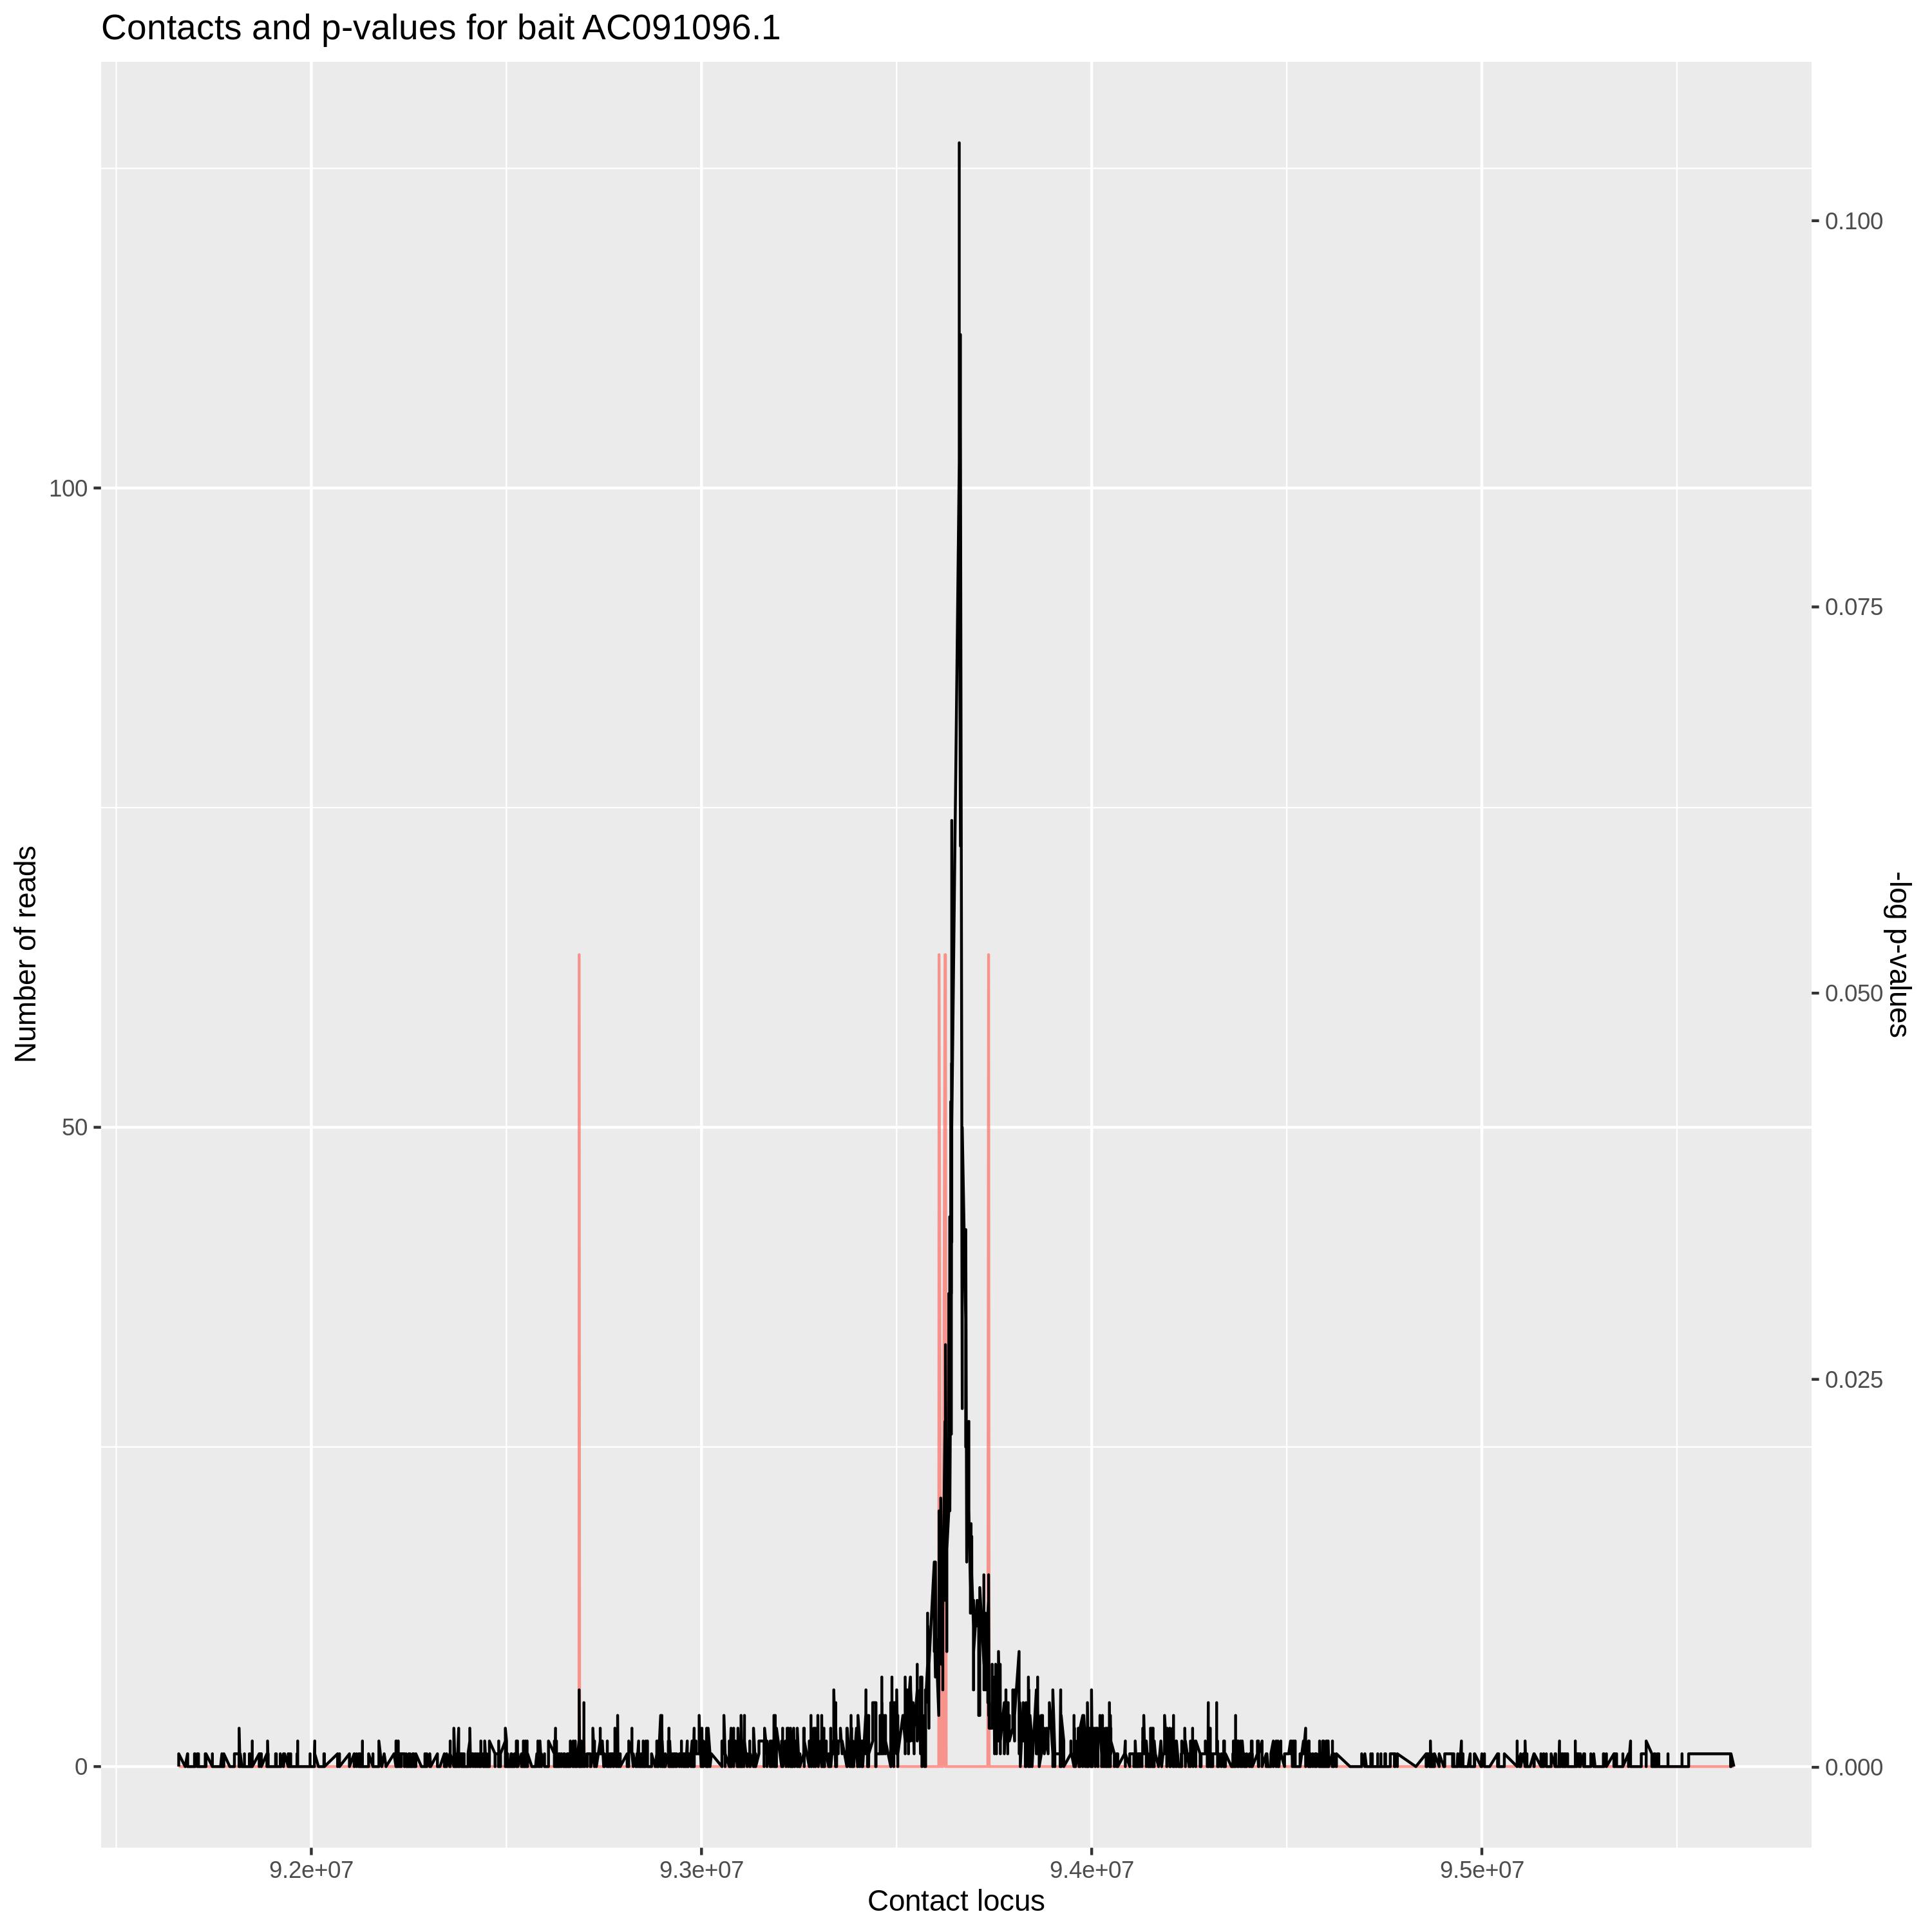 Contacts and p-values for bait AC091096.1
Number of reads
100
50
0
0.100
0.075
0.050
0.025
0.000
-log p-values
9.2e+07
9.3e+07
9.4e+07
9.5e+07
Contact locus